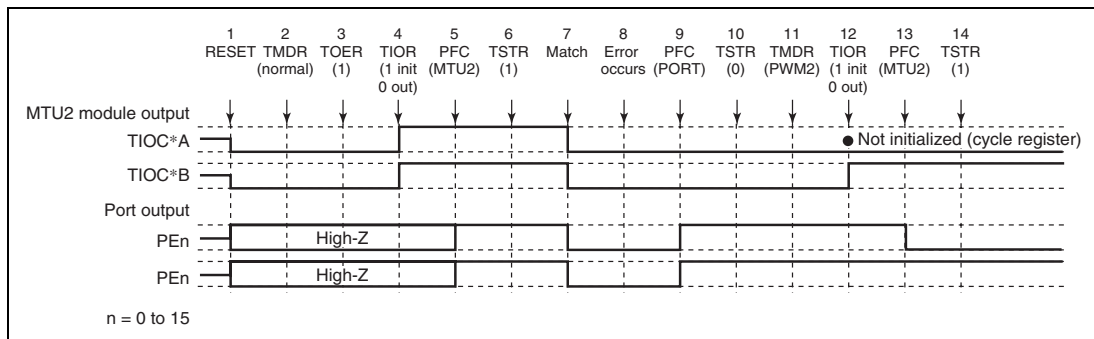 1 2 3 4 5 6 7 8 9 10 11 12 13 14
RESET TMDR TOER TIOR PFC TSTR Match Error PFC TSTR TMDR TIOR PFC TSTR
(normal) (1) (1 init (MTU2) (1) occurs (PORT) (0) (PWM2) (1 init (MTU2) (1)
0 out) 0 out)
MTU2 module output
TIOC*A
● Not initialized (cycle register)
TIOC*B
Port output
PEn High-Z
PEn High-Z
n = 0 to 15